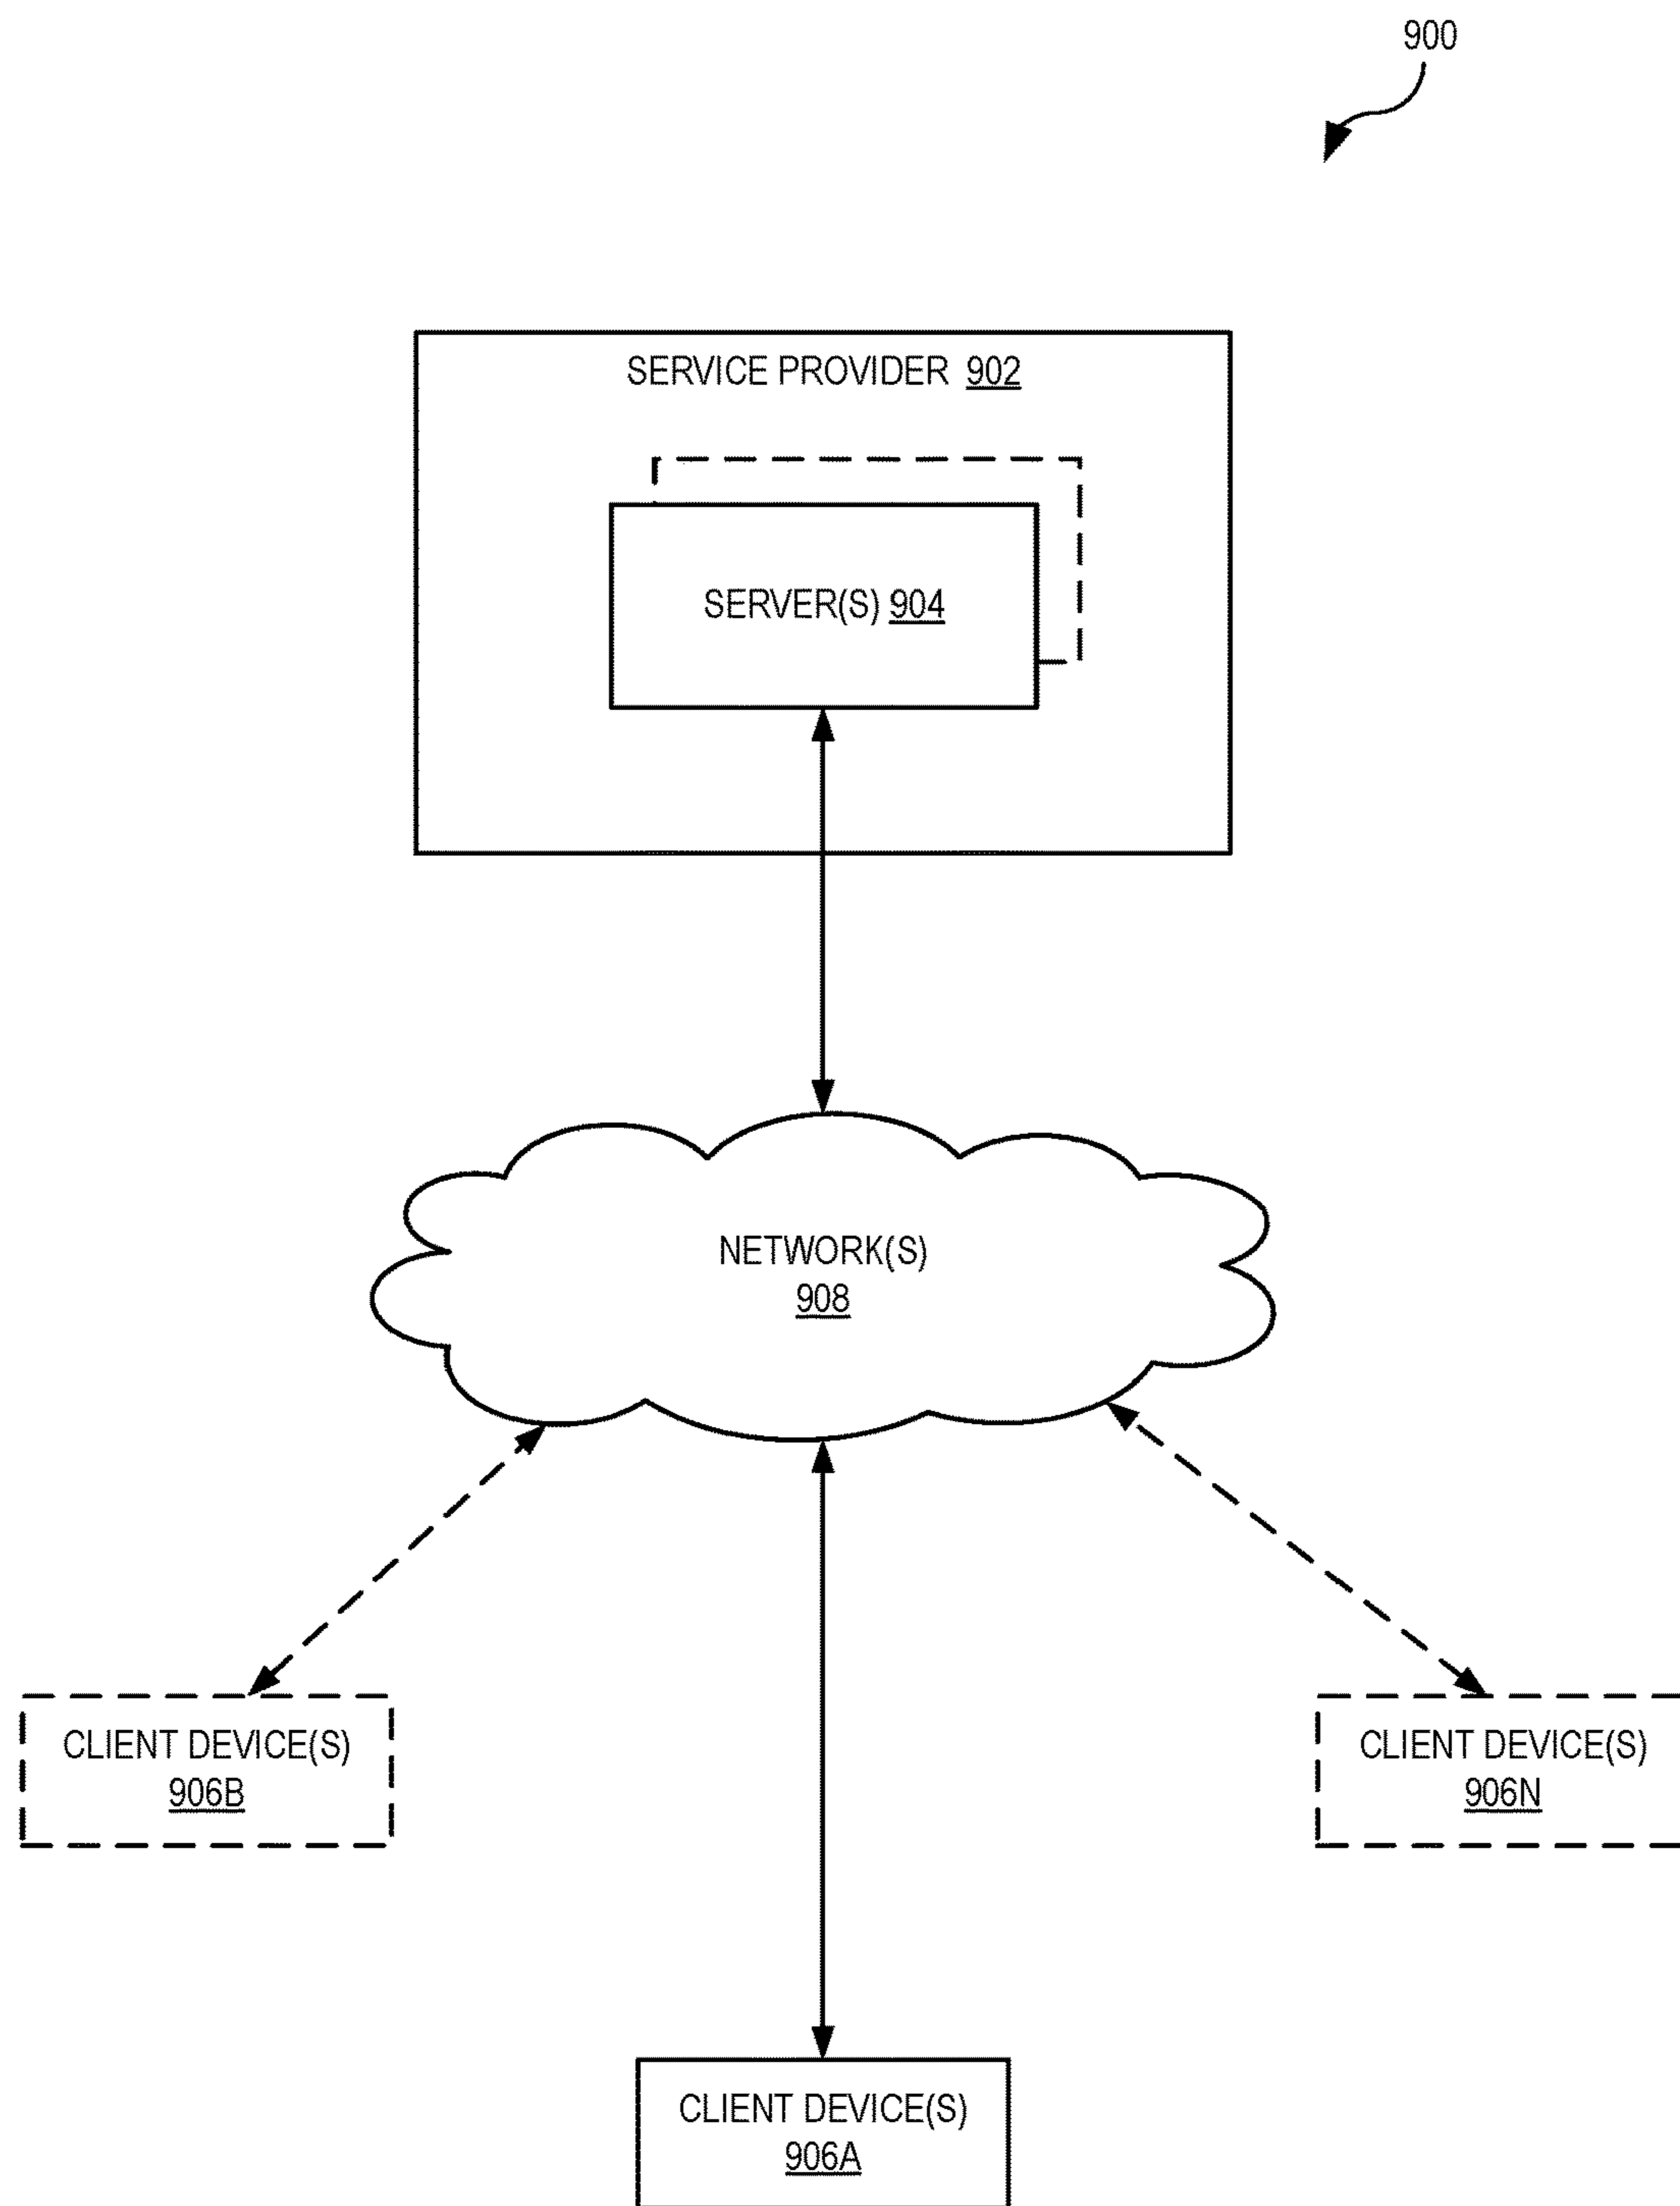 900
SERVICE PROVIDER 902
SERVER(S) 904
NETWORK(S)
908
CLIENT DEVICE(S)
906B
CLIENT DEVICE(S)
906N
CLIENT DEVICE(S)
906A